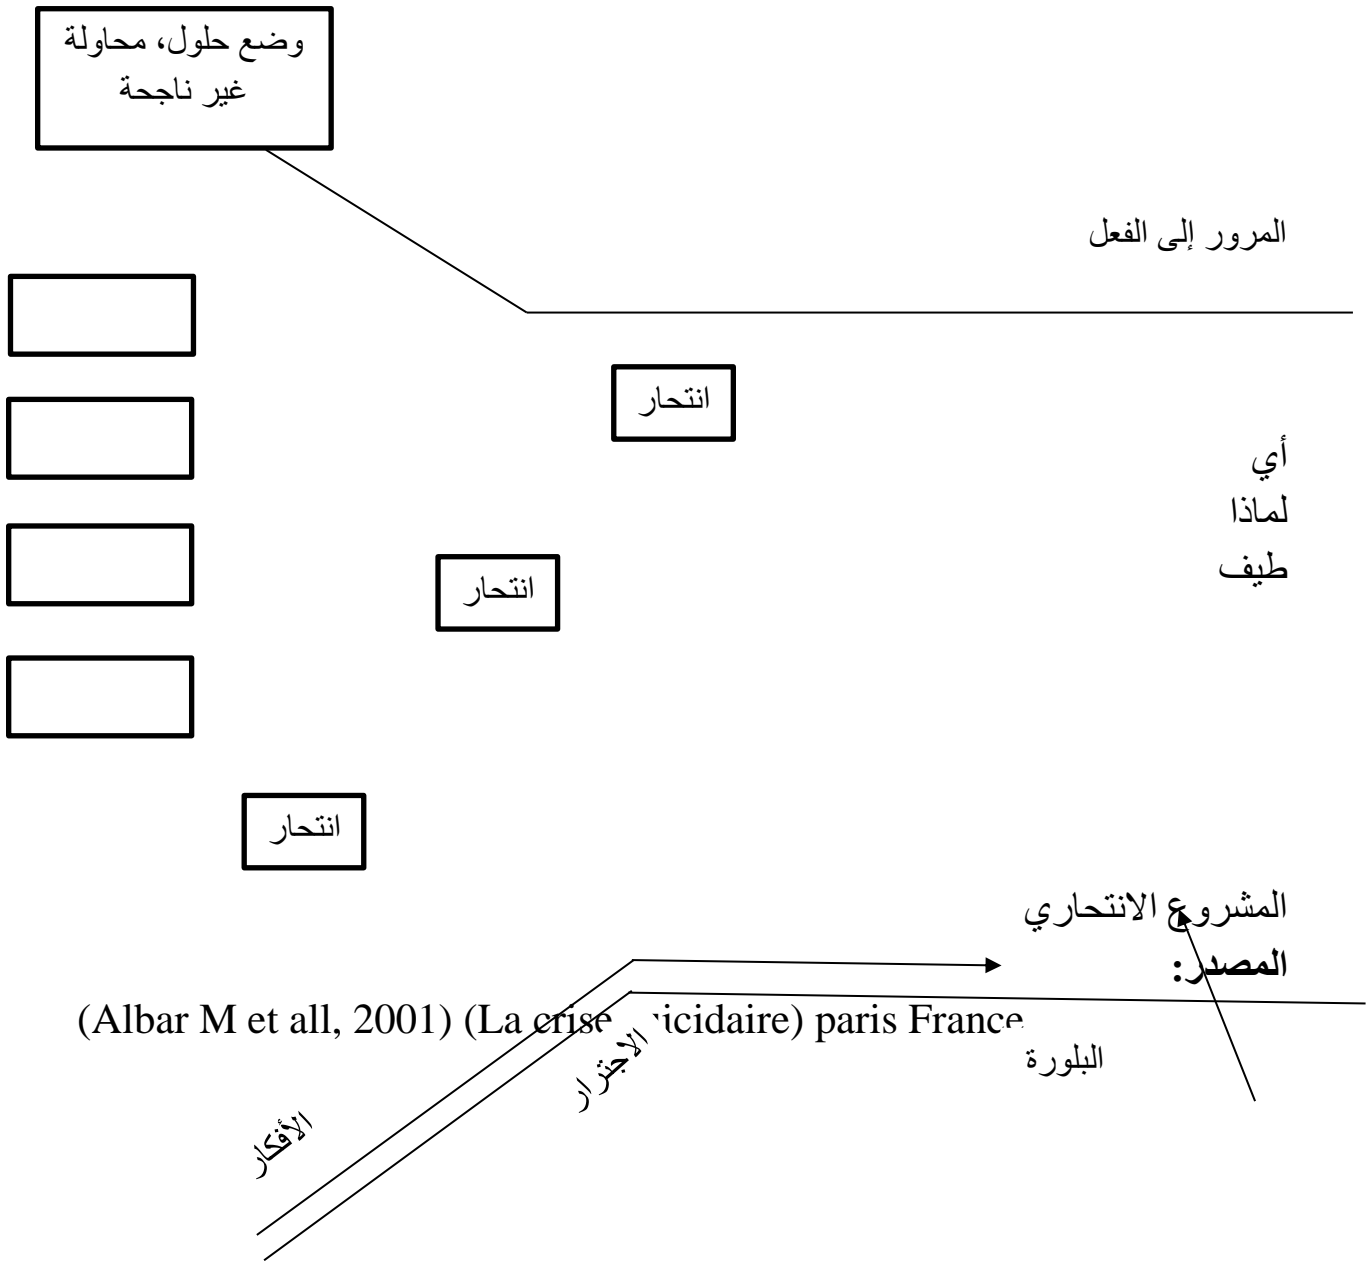 وضع حلول، محاولة
غير ناجحة
المرور إلى الفعل
انتحار
أي
لماذا
طيف
انتحار
انتحار
المشروع الانتحاري
المصدر:
(Albar M et all, 2001) (La crise icidaire) paris France
الاجترار
البلورة
الأفكار